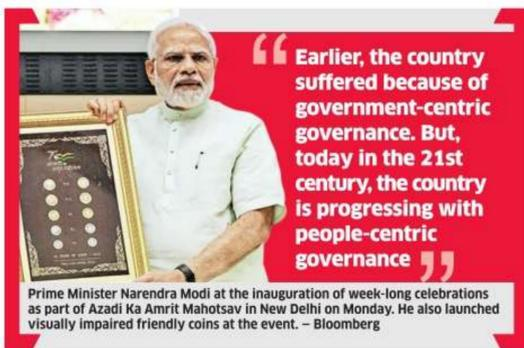 “ Earlier, the country
suffered because of
government-centric
governance. But,
today in the 21st
century, the country
is progressing with
people-centric
governance ”
Prime Minister Narendra Modi at the inauguration of week-long celebrations
as part of Azadi Ka Amrit Mahotsav in New Delhi on Monday. He also launched
visually impaired friendly coins at the event. – Bloomberg